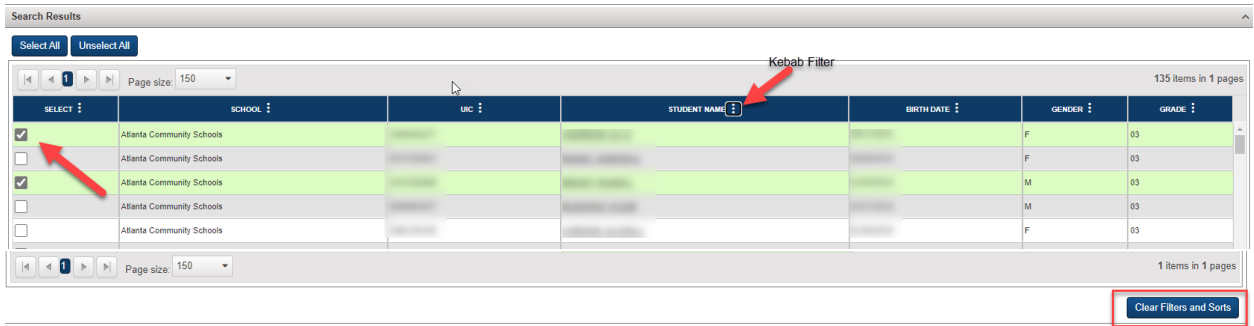 Search Results
Select All Unselect All
Kebab Filter
1 Page size: 150 135 items in 1 pages
SELECT SCHOOL UIC STUDENT NAME BIRTH DATE GENDER GRADE
Atlanta Community Schools F 03
Atlanta Community Schools F 03
Atlanta Community Schools M 03
Atlanta Community Schools M 03
Atlanta Community Schools F 03
1 Page size: 150 1 items in 1 pages
Clear Filters and Sorts